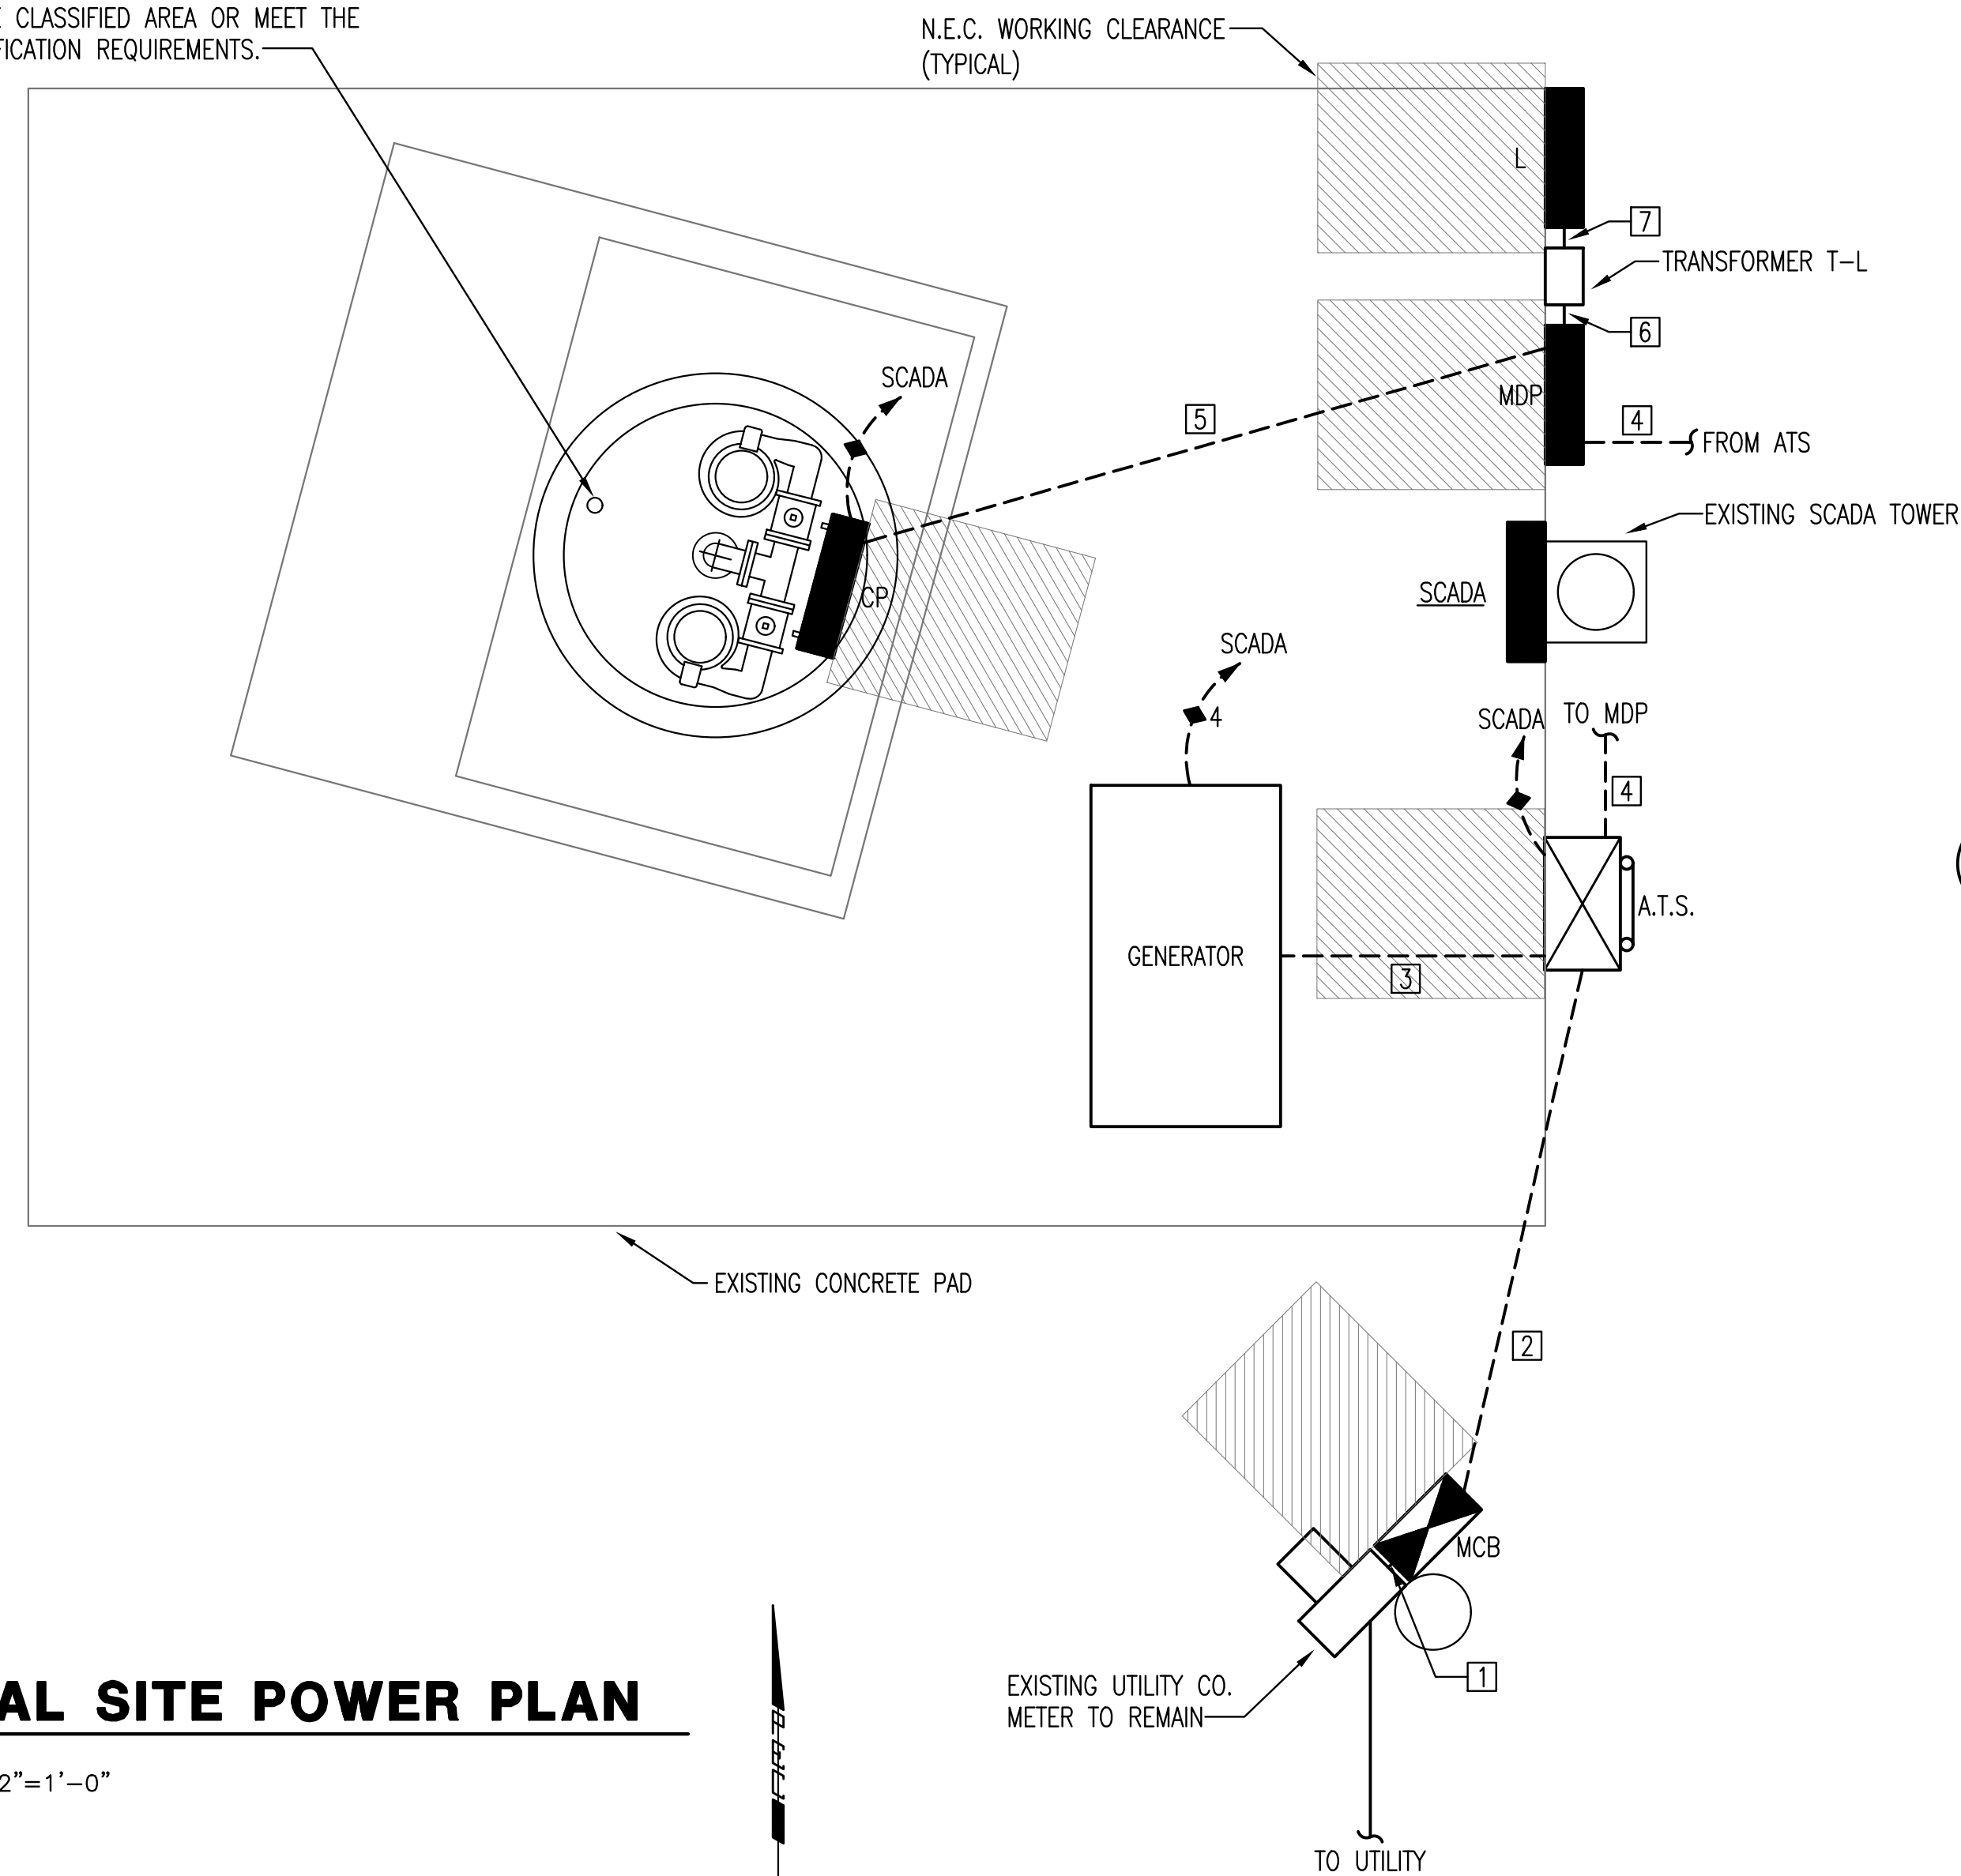 CLASSIFIED AREA OR MEET THE
REQUIREMENTS.
N.E.C. WORKING CLEARANCE
(TYPICAL)
L
7
TRANSFORMER T-L
6
SCADA
MDP
5
4
FROM ATS
EXISTING SCADA TOWER
CP
SCADA
SCADA
4
SCADA
TO MDP
4
A.T.S.
GENERATOR
3
EXISTING CONCRETE PAD
2
MCB
1
EXISTING UTILITY CO.
METER TO REMAIN
SITE POWER PLAN
2"=1'-0"
TO UTILITY